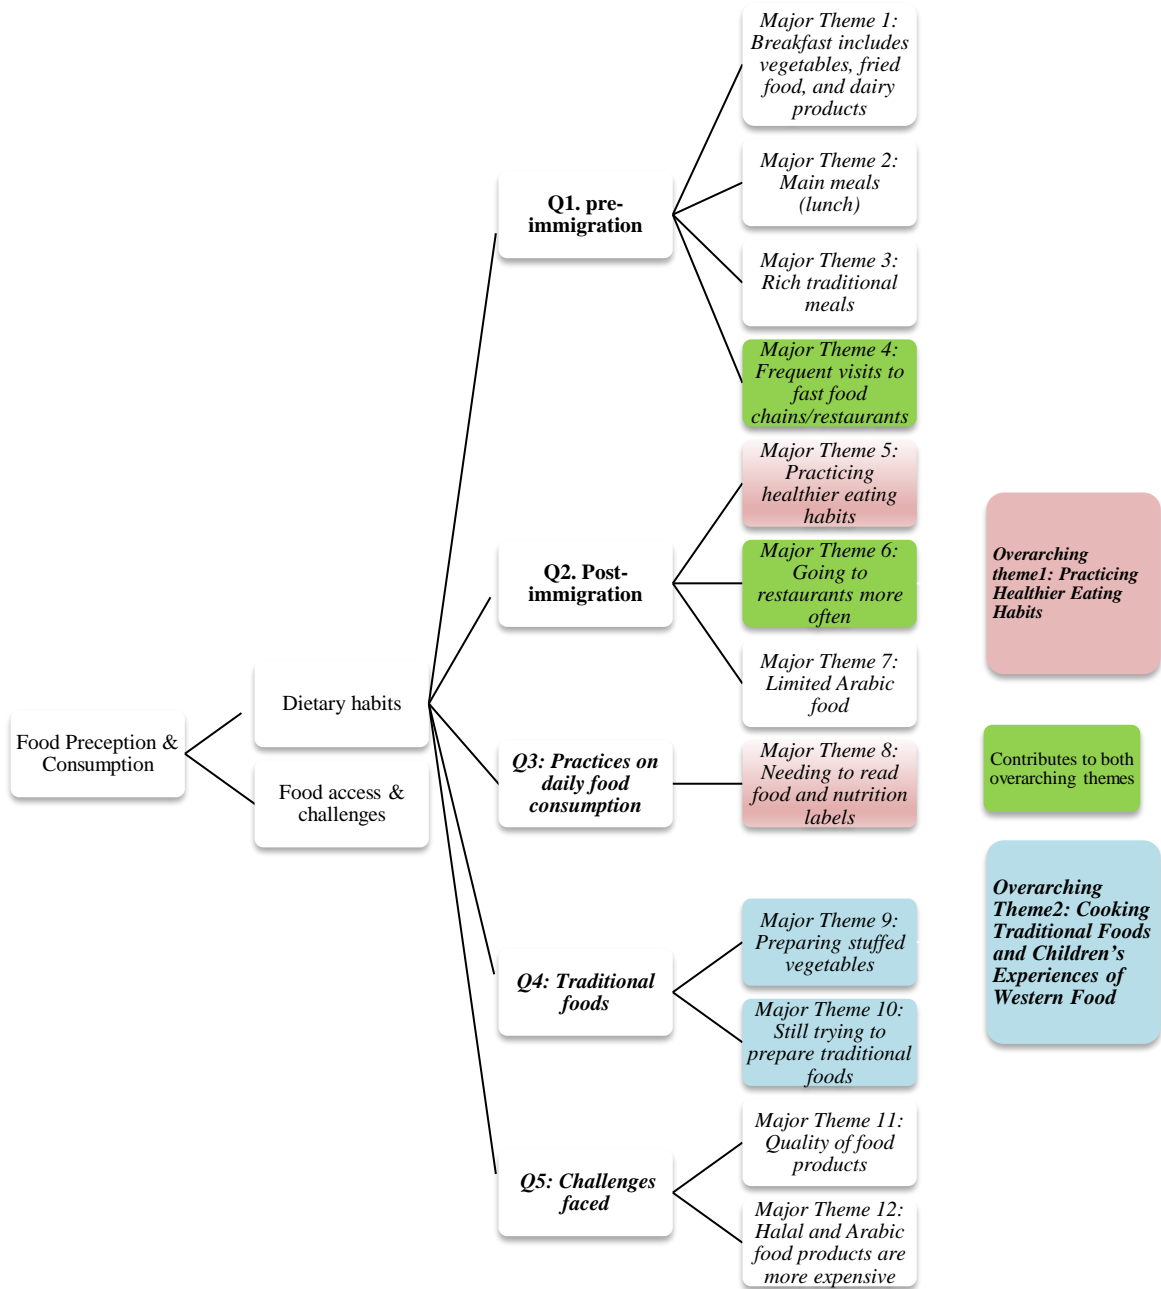 Major Theme 1:
Breakfast includes
vegetables, fried
food, and dairy
products
Major Theme 2:
Main meals
(lunch)
Q1. pre-
immigration
Major Theme 3:
Rich traditional
meals
Major Theme 4:
Frequent visits to
fast food
chains/restaurants
Major Theme 5:
Practicing
healthier eating
habits
Q2. Post-
immigration
Major Theme 6:
Going to
restaurants more
often
Major Theme 7:
Limited Arabic
food
Overarching
theme1: Practicing
Healthier Eating
Habits
Food Preception &
Consumption
Dietary habits
Food access &
challenges
Q3: Practices on
daily food
consumption
Major Theme 8:
Needing to read
food and nutrition
labels
Contributes to both
overarching themes
Overarching
Theme2: Cooking
Traditional Foods
and Children’s
Experiences of
Western Food
Q4: Traditional
foods
Major Theme 9:
Preparing stuffed
vegetables
Major Theme 10:
Still trying to
prepare traditional
foods
Q5: Challenges
faced
Major Theme 11:
Quality of food
products
Major Theme 12:
Halal and Arabic
food products are
more expensive